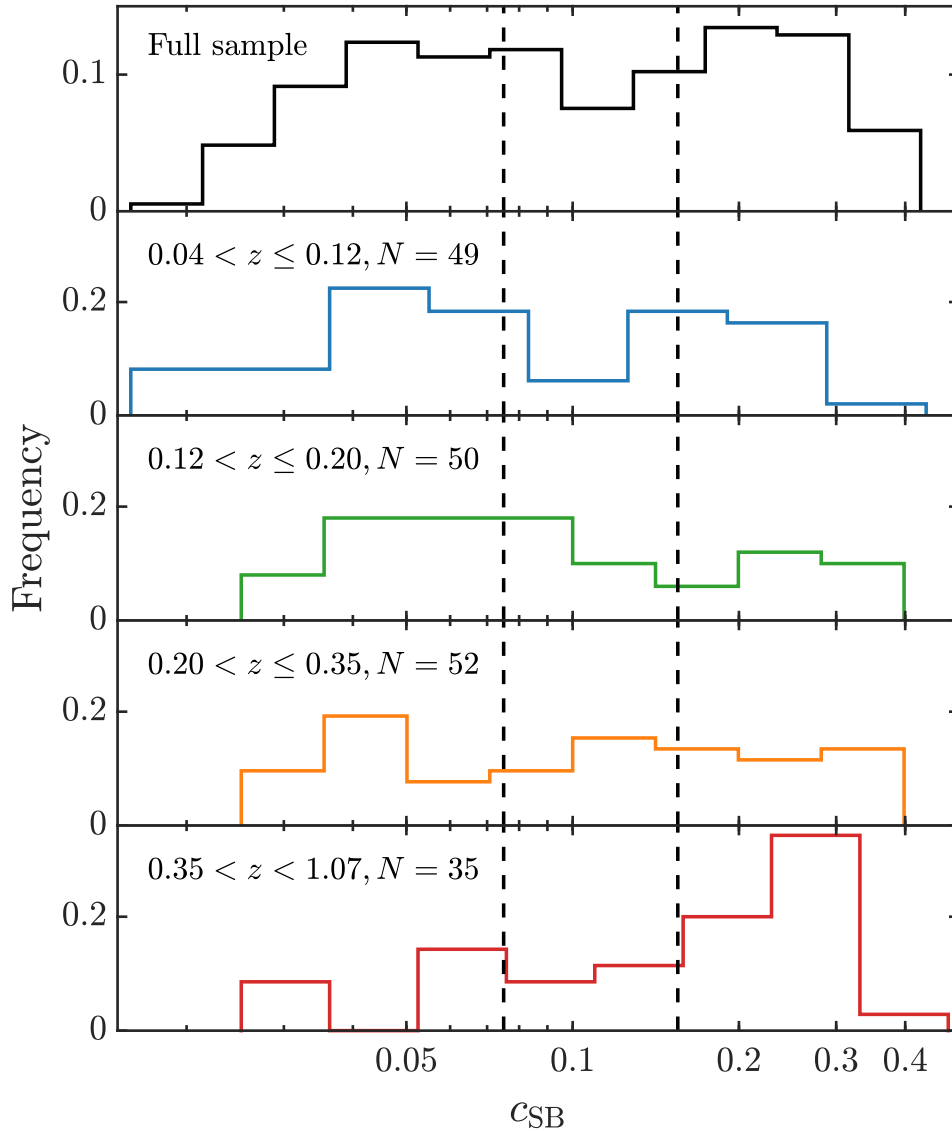 Full sample
0.1
0
0.04 < z ≤ 0.12, N = 49
0.2
0
0.12 < z ≤ 0.20, N = 50
0.2
0
0.20 < z ≤ 0.35, N = 52
0.2
0
0.35 < z < 1.07, N = 35
0.2
0
Frequency
0.05 0.1 0.2 0.3 0.4
c_SB